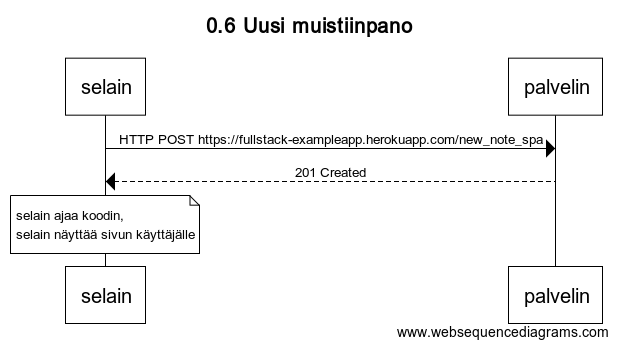 0.6 Uusi muistiinpano
selain
palvelin
HTTP POST https://fullstack-exampleapp.herokuapp.com/new_note_spa
201 Created
selain ajaa koodin,
selain näyttää sivun käyttäjälle
selain
palvelin
www.websequencediagrams.com